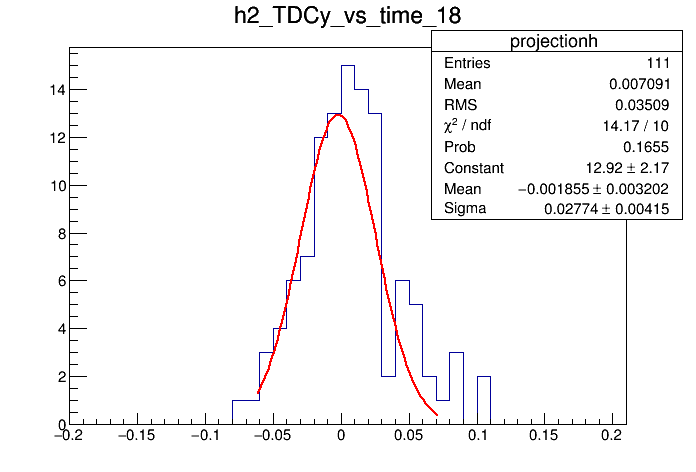 h2_TDCy_vs_time_18
projectionh
Entries 111
Mean 0.007091
RMS 0.03509
χ² / ndf 14.17 / 10
Prob 0.1655
Constant 12.92 ± 2.17
Mean −0.001855 ± 0.003202
Sigma 0.02774 ± 0.00415
14
12
10
8
6
4
2
0
−0.2 −0.15 −0.1 −0.05 0 0.05 0.1 0.15 0.2